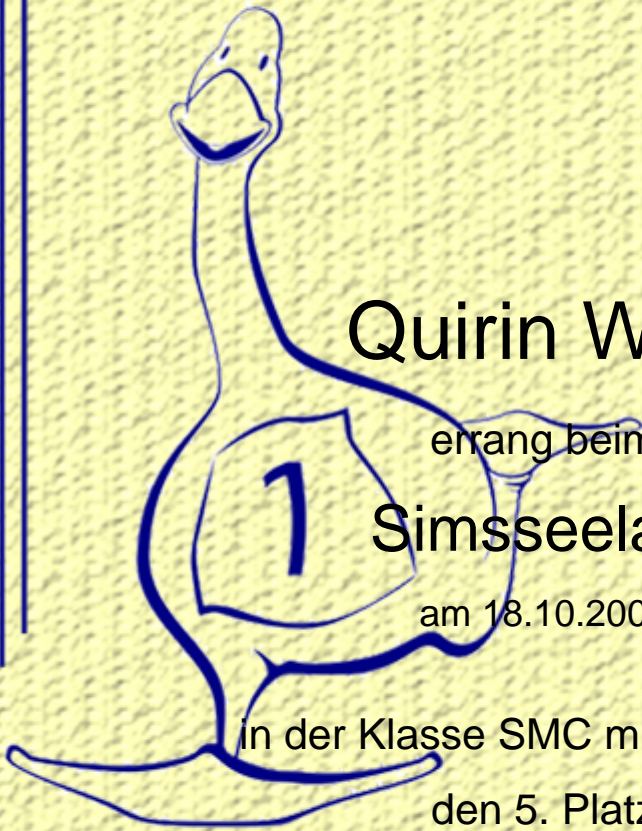 Quirin W
errang beim
Simsseela
am 18.10.200
1
in der Klasse SMC m
den 5. Platz